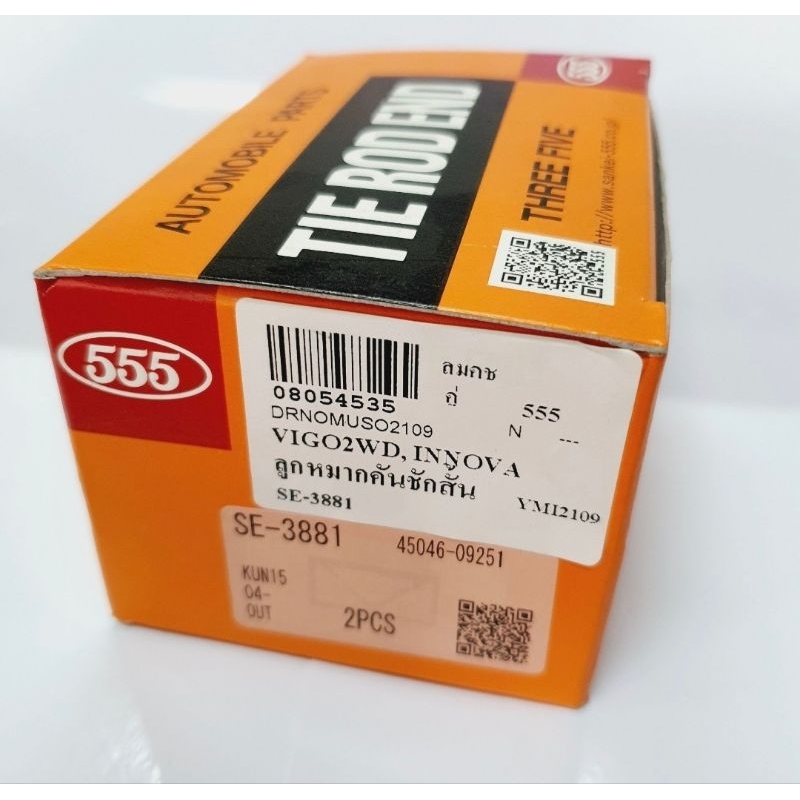 AUTOMOBILE PARTS
TIE ROD END
THREE FIVE
http://www.sankei-555.co.jp/
555
555
08054535
DRNOMUSO2109
ลมคช
คู่
555
N ---
VIGO2WD, INNOVA
ลูกหมากคันชักสั้น
SE-3881
YMI2109
SE-3881
45046-09251
KUN15
04-
OUT
2PCS